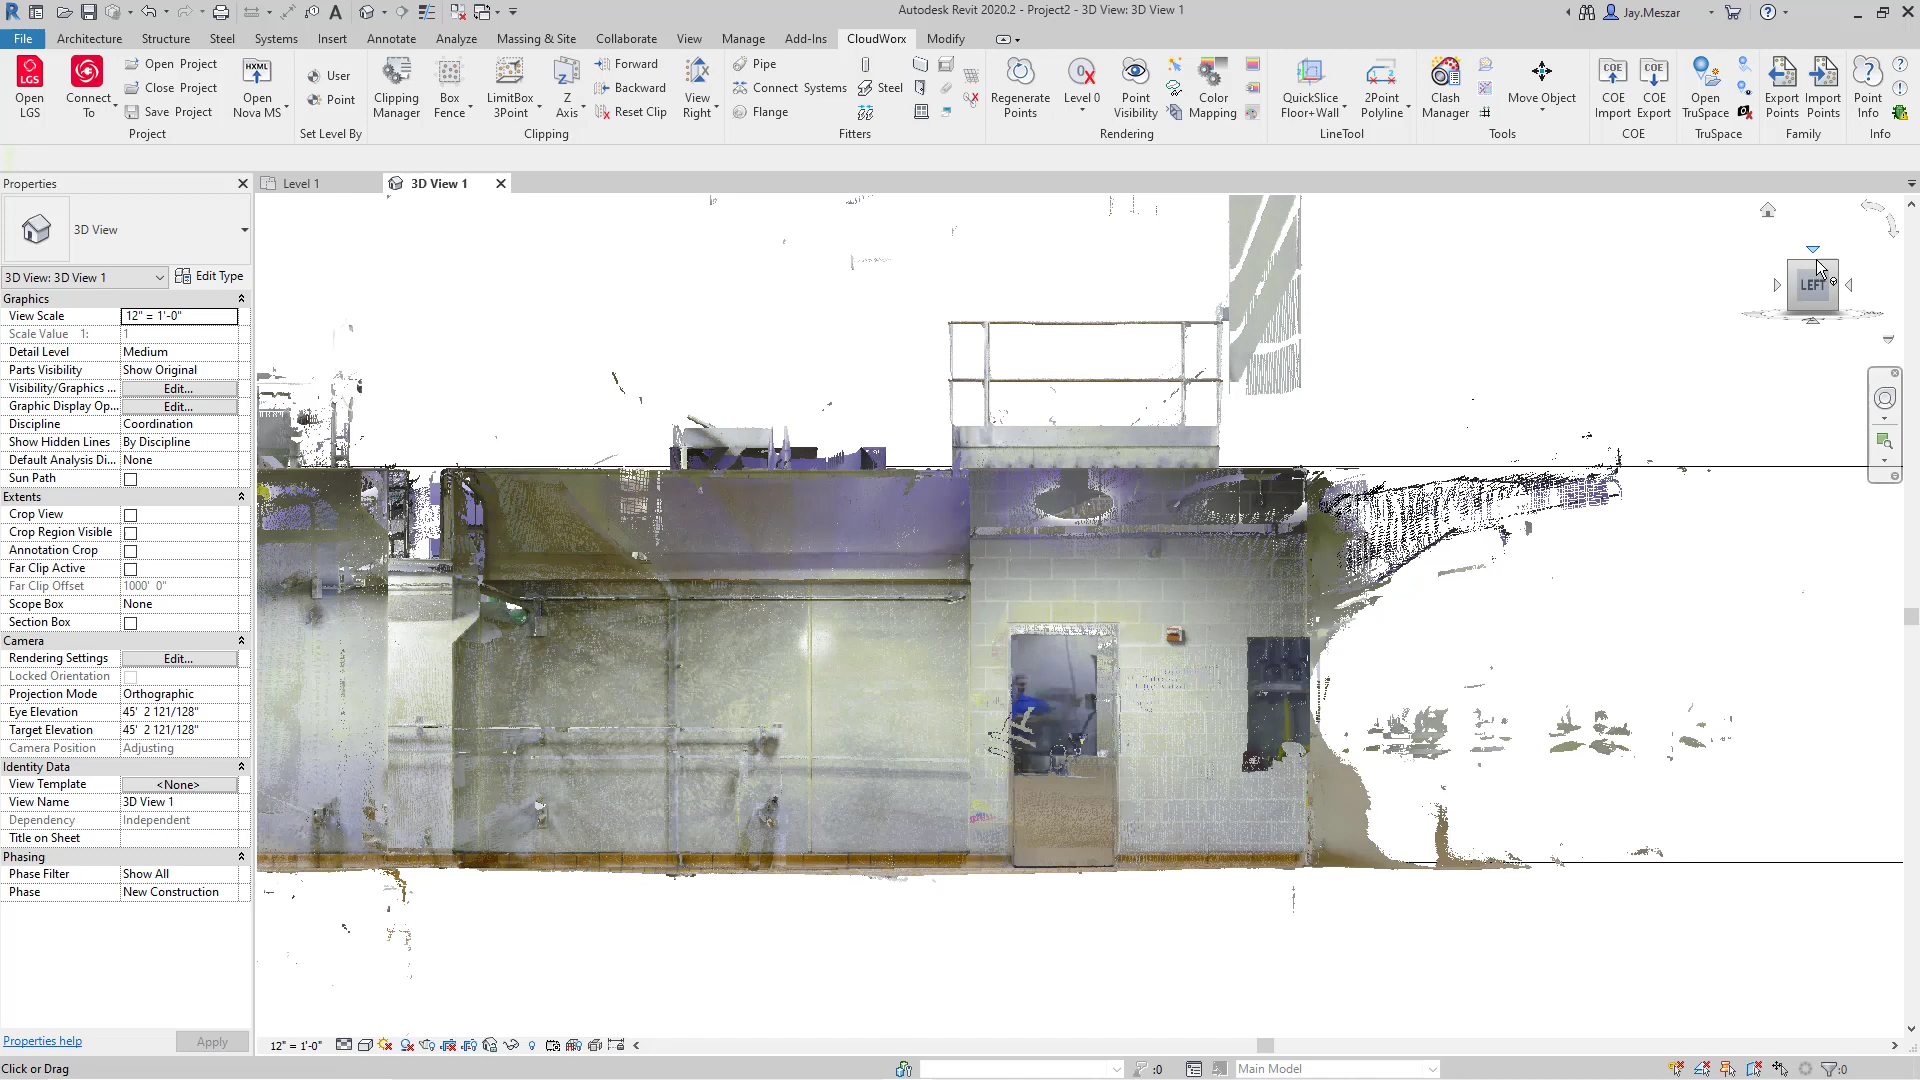 Autodesk Revit 2020.2 - Project2 - 3D View: 3D View 1
Jay.Meszar
File Architecture Structure Steel Systems Insert Annotate Analyze Massing & Site Collaborate View Manage Add-Ins CloudWorx Modify
LGS
Open LGS
Connect To
Open Project
Close Project
Save Project
HXML
Open Nova MS
Project
User
Point
Set Level By
Clipping Manager
Box Fence
LimitBox 3Point
Z Axis
Forward
Backward
Reset Clip
View Right
Clipping
Pipe
Connect Systems
Flange
Steel
Fitters
Regenerate Points
Level 0
Point Visibility
Color Mapping
Rendering
QuickSlice Floor+Wall
2Point Polyline
LineTool
Clash Manager
Move Object
Tools
COE
COE Import
COE
COE Export
COE
Open TruSpace
TruSpace
Export Points
Import Points
Family
Point Info
Info
Properties
Level 1
3D View 1
3D View
3D View: 3D View 1
Edit Type
Graphics
View Scale 12" = 1'-0"
Scale Value 1: 1
Detail Level Medium
Parts Visibility Show Original
Visibility/Graphics ... Edit...
Graphic Display Op... Edit...
Discipline Coordination
Show Hidden Lines By Discipline
Default Analysis Di... None
Sun Path
Extents
Crop View
Crop Region Visible
Annotation Crop
Far Clip Active
Far Clip Offset 1000' 0"
Scope Box None
Section Box
Camera
Rendering Settings Edit...
Locked Orientation
Projection Mode Orthographic
Eye Elevation 45' 2 121/128"
Target Elevation 45' 2 121/128"
Camera Position Adjusting
Identity Data
View Template <None>
View Name 3D View 1
Dependency Independent
Title on Sheet
Phasing
Phase Filter Show All
Phase New Construction
Properties help
Apply
LEFT
12" = 1'-0"
Click or Drag
:0
Main Model
:0